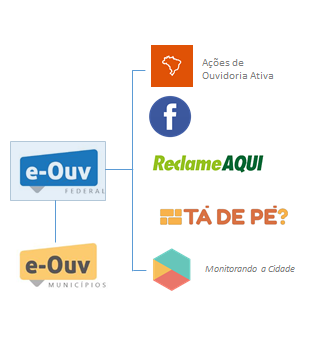 Ações de
Ouvidoria Ativa
f
ReclameAQUI
e-Ouv
FEDERAL
TÁ DE PÉ?
e-Ouv
MUNICÍPIOS
Monitorando a Cidade